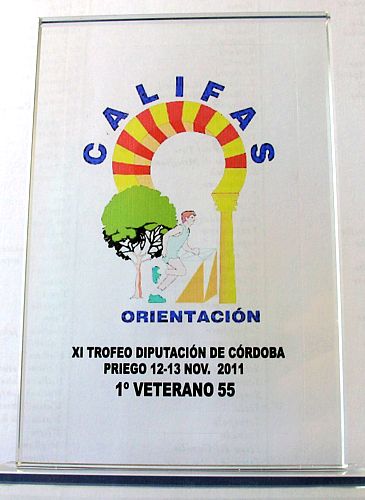 CALIFAS
ORIENTACIÓN
XI TROFEO DIPUTACIÓN DE CÓRDOBA
PRIEGO 12-13 NOV. 2011
1º VETERANO 55